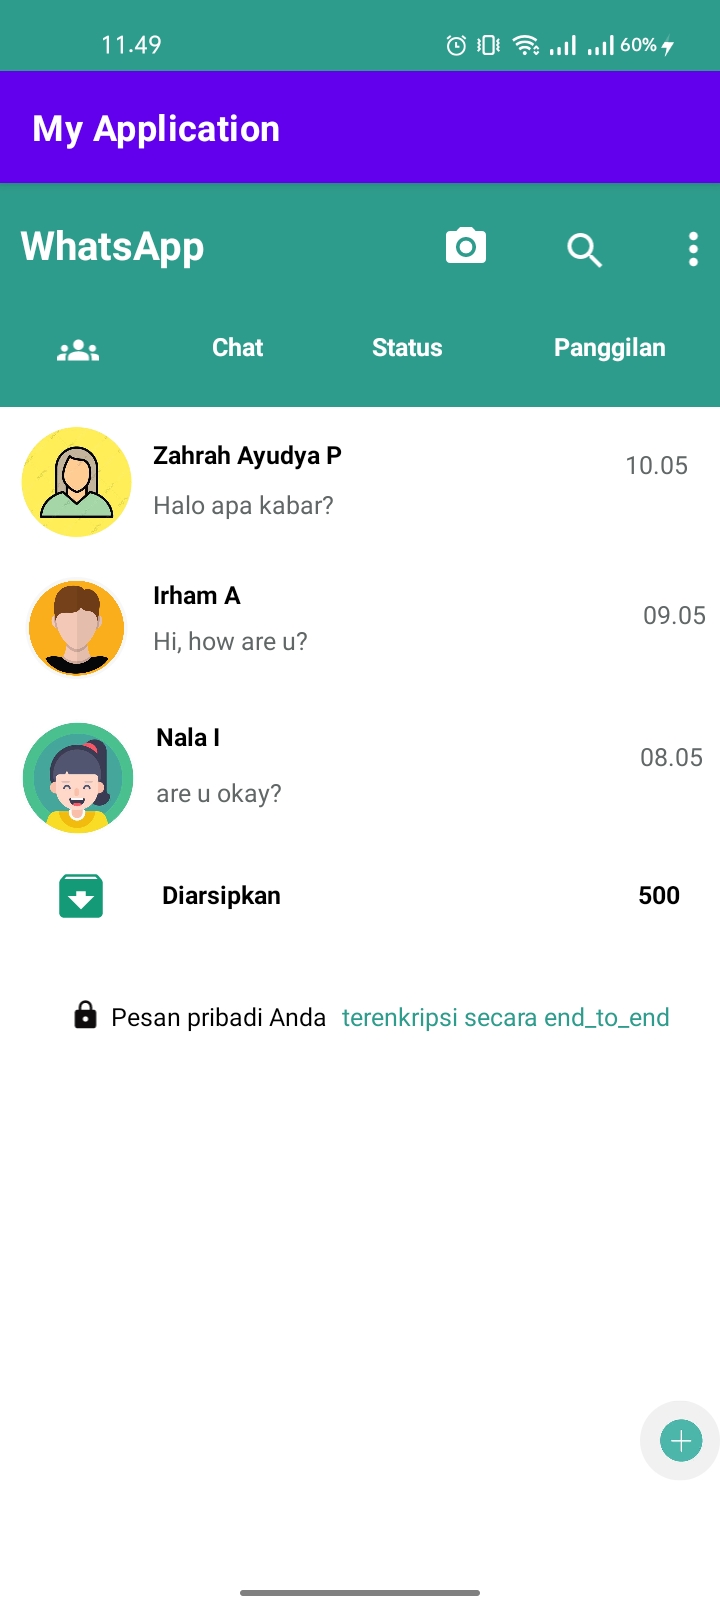 11.49 60%
My Application
WhatsApp
Chat Status Panggilan
Zahrah Ayudya P 10.05
Halo apa kabar?
Irham A 09.05
Hi, how are u?
Nala I 08.05
are u okay?
Diarsipkan 500
Pesan pribadi Anda terenkripsi secara end_to_end